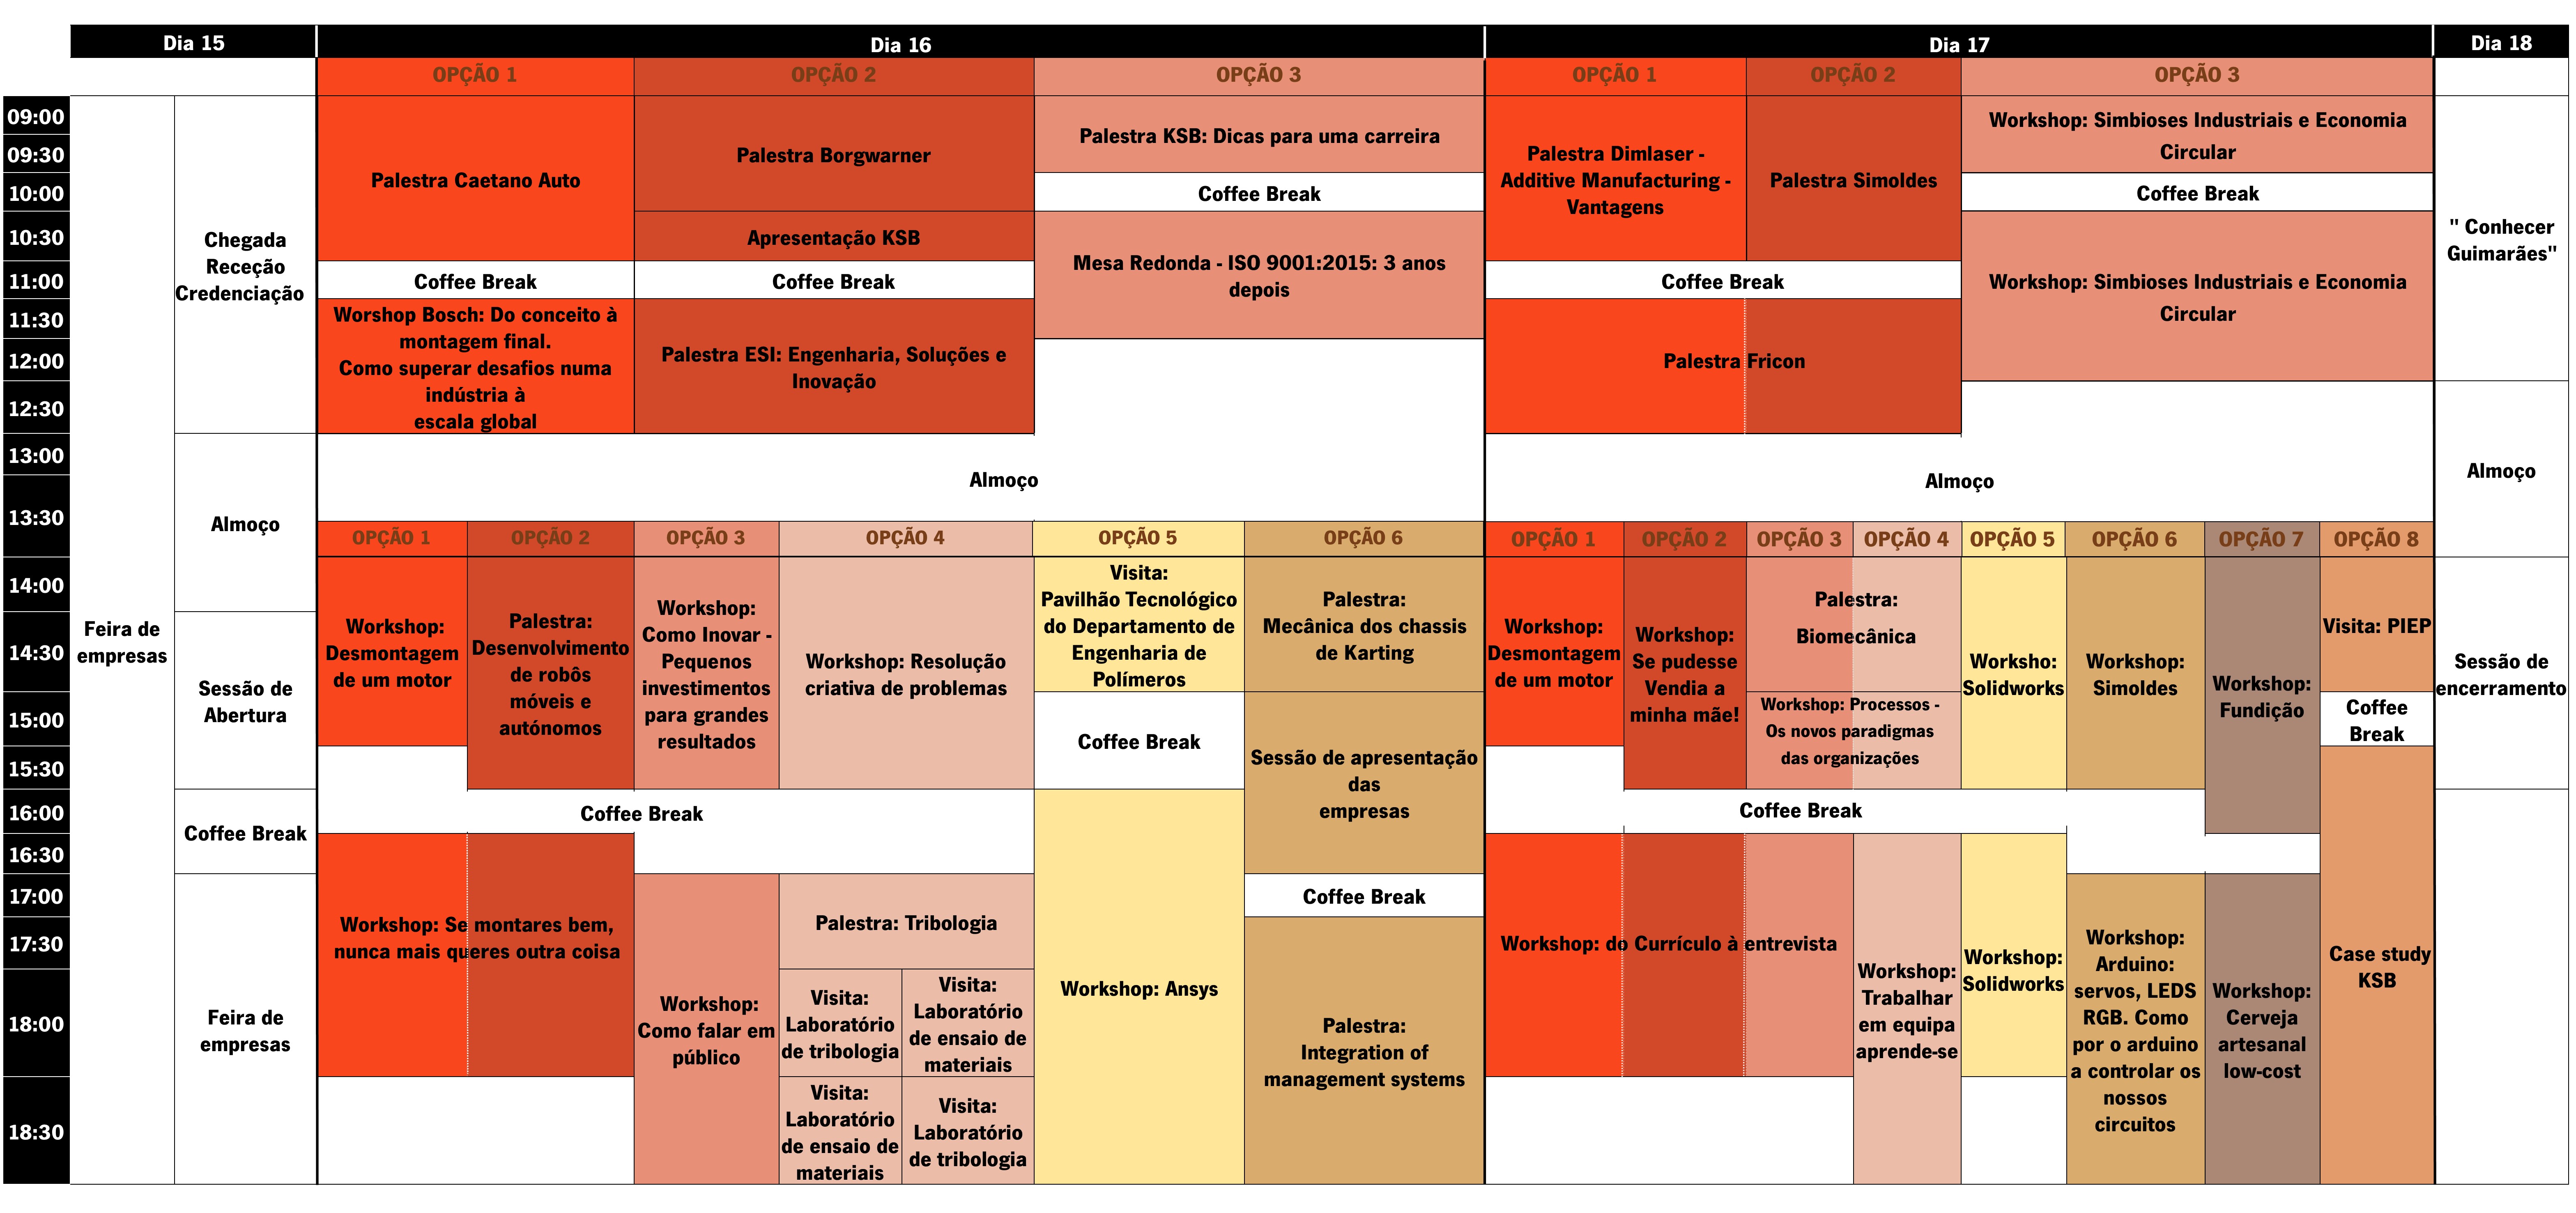 Dia 15
Dia 16
Dia 17
Dia 18
OPÇÃO 1
OPÇÃO 2
OPÇÃO 3
OPÇÃO 1
OPÇÃO 2
OPÇÃO 3
09:00
09:30
10:00
10:30
11:00
11:30
12:00
12:30
13:00
13:30
14:00
14:30
15:00
15:30
16:00
16:30
17:00
17:30
18:00
18:30
Feira de
empresas
Chegada
Receção
Credenciação
Almoço
Sessão de
Abertura
Coffee Break
Feira de
empresas
Palestra Caetano Auto
Coffee Break
Worshop Bosch: Do conceito à
montagem final.
Como superar desafios numa
indústria à
escala global
Palestra Borgwarner
Apresentação KSB
Coffee Break
Palestra ESI: Engenharia, Soluções e
Inovação
Palestra KSB: Dicas para uma carreira
Coffee Break
Mesa Redonda - ISO 9001:2015: 3 anos
depois
Almoço
OPÇÃO 1
OPÇÃO 2
OPÇÃO 3
OPÇÃO 4
OPÇÃO 5
OPÇÃO 6
Workshop:
Desmontagem
de um motor
Palestra:
Desenvolvimento
de robôs
móveis e
autónomos
Workshop:
Como Inovar -
Pequenos
investimentos
para grandes
resultados
Workshop: Resolução
criativa de problemas
Visita:
Pavilhão Tecnológico
do Departamento de
Engenharia de
Polímeros
Coffee Break
Palestra:
Mecânica dos chassis
de Karting
Sessão de apresentação
das
empresas
Coffee Break
Coffee Break
Workshop: Se montares bem,
nunca mais queres outra coisa
Workshop:
Como falar em
público
Palestra: Tribologia
Visita:
Laboratório
de tribologia
Visita:
Laboratório
de ensaio de
materiais
Visita:
Laboratório
de ensaio de
materiais
Visita:
Laboratório
de tribologia
Workshop: Ansys
Palestra:
Integration of
management systems
Palestra Dimlaser -
Additive Manufacturing -
Vantagens
Palestra Simoldes
Coffee Break
Palestra Fricon
Workshop: Simbioses Industriais e Economia
Circular
Coffee Break
Workshop: Simbioses Industriais e Economia
Circular
Almoço
OPÇÃO 1
OPÇÃO 2
OPÇÃO 3
OPÇÃO 4
OPÇÃO 5
OPÇÃO 6
OPÇÃO 7
OPÇÃO 8
Workshop:
Desmontagem
de um motor
Workshop:
Se pudesse
Vendia a
minha mãe!
Palestra:
Biomecânica
Workshop: Processos -
Os novos paradigmas
das organizações
Worksho:
Solidworks
Workshop:
Simoldes
Workshop:
Fundição
Visita: PIEP
Coffee
Break
Coffee Break
Workshop: do Currículo à entrevista
Workshop:
Trabalhar
em equipa
aprende-se
Workshop:
Solidworks
Workshop:
Arduino:
servos, LEDS
RGB. Como
por o arduino
a controlar os
nossos
circuitos
Workshop:
Cerveja
artesanal
low-cost
Case study
KSB
" Conhecer
Guimarães"
Almoço
Sessão de
encerramento